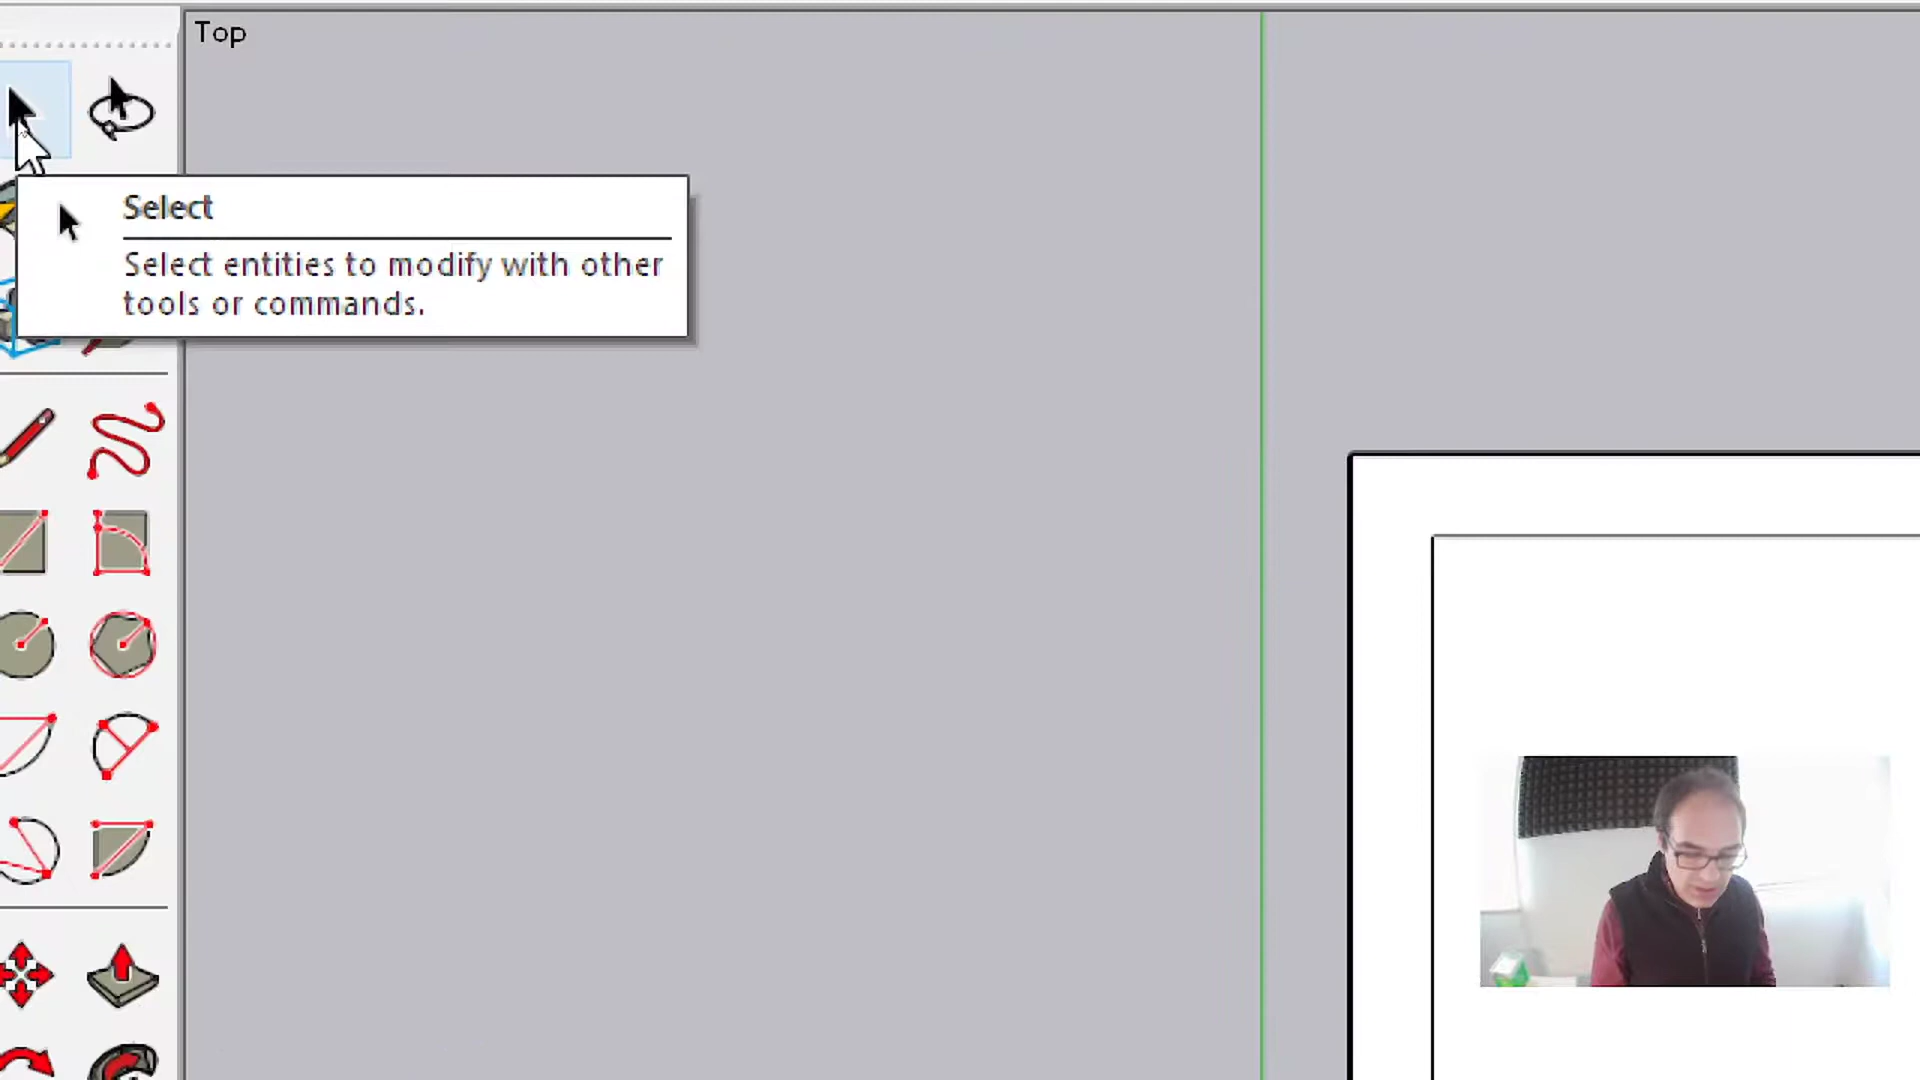 Top
Select
Select entities to modify with other
tools or commands.